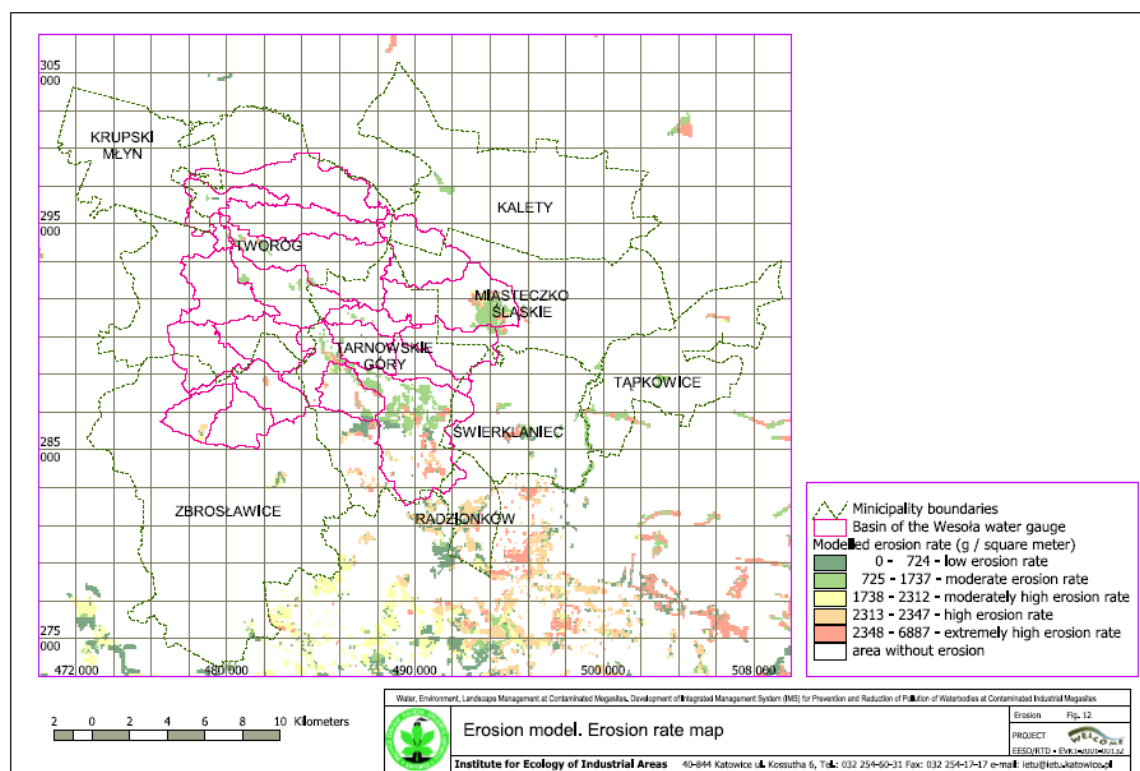 305
000
KRUPSKI
MŁYN
KALETY
295
000
TWORÓG
MIASTECZKO
ŚLĄSKIE
TARNOWSKIE
GÓRY
TĄPKOWICE
ŚWIERKLANIEC
285
000
ZBROSŁAWICE
RADZIONKÓW
275
000
472 000
480 000
490 000
500 000
508 000
Minicipality boundaries
Basin of the Wesoła water gauge
Modelled erosion rate (g / square meter)
0 - 724 - low erosion rate
725 - 1737 - moderate erosion rate
1738 - 2312 - moderately high erosion rate
2313 - 2347 - high erosion rate
2348 - 6887 - extremely high erosion rate
area without erosion
2 0 2 4 6 8 10 Kilometers
Water, Environment, Landscape Management at Contaminated Megasites. Development of Integrated Management System (IMS) for Prevention and Reduction of Pollution of Waterbodies at Contaminated Industrial Megasites
Erosion model. Erosion rate map
Erosion Fig. 12
PROJECT WELCOME
EESD/RTD - EVK1-2001-00132
Institute for Ecology of Industrial Areas 40-844 Katowice ul. Kossutha 6, Tel.: 032 254-60-31 Fax: 032 254-17-17 e-mail: ietu@ietu.katowice.pl